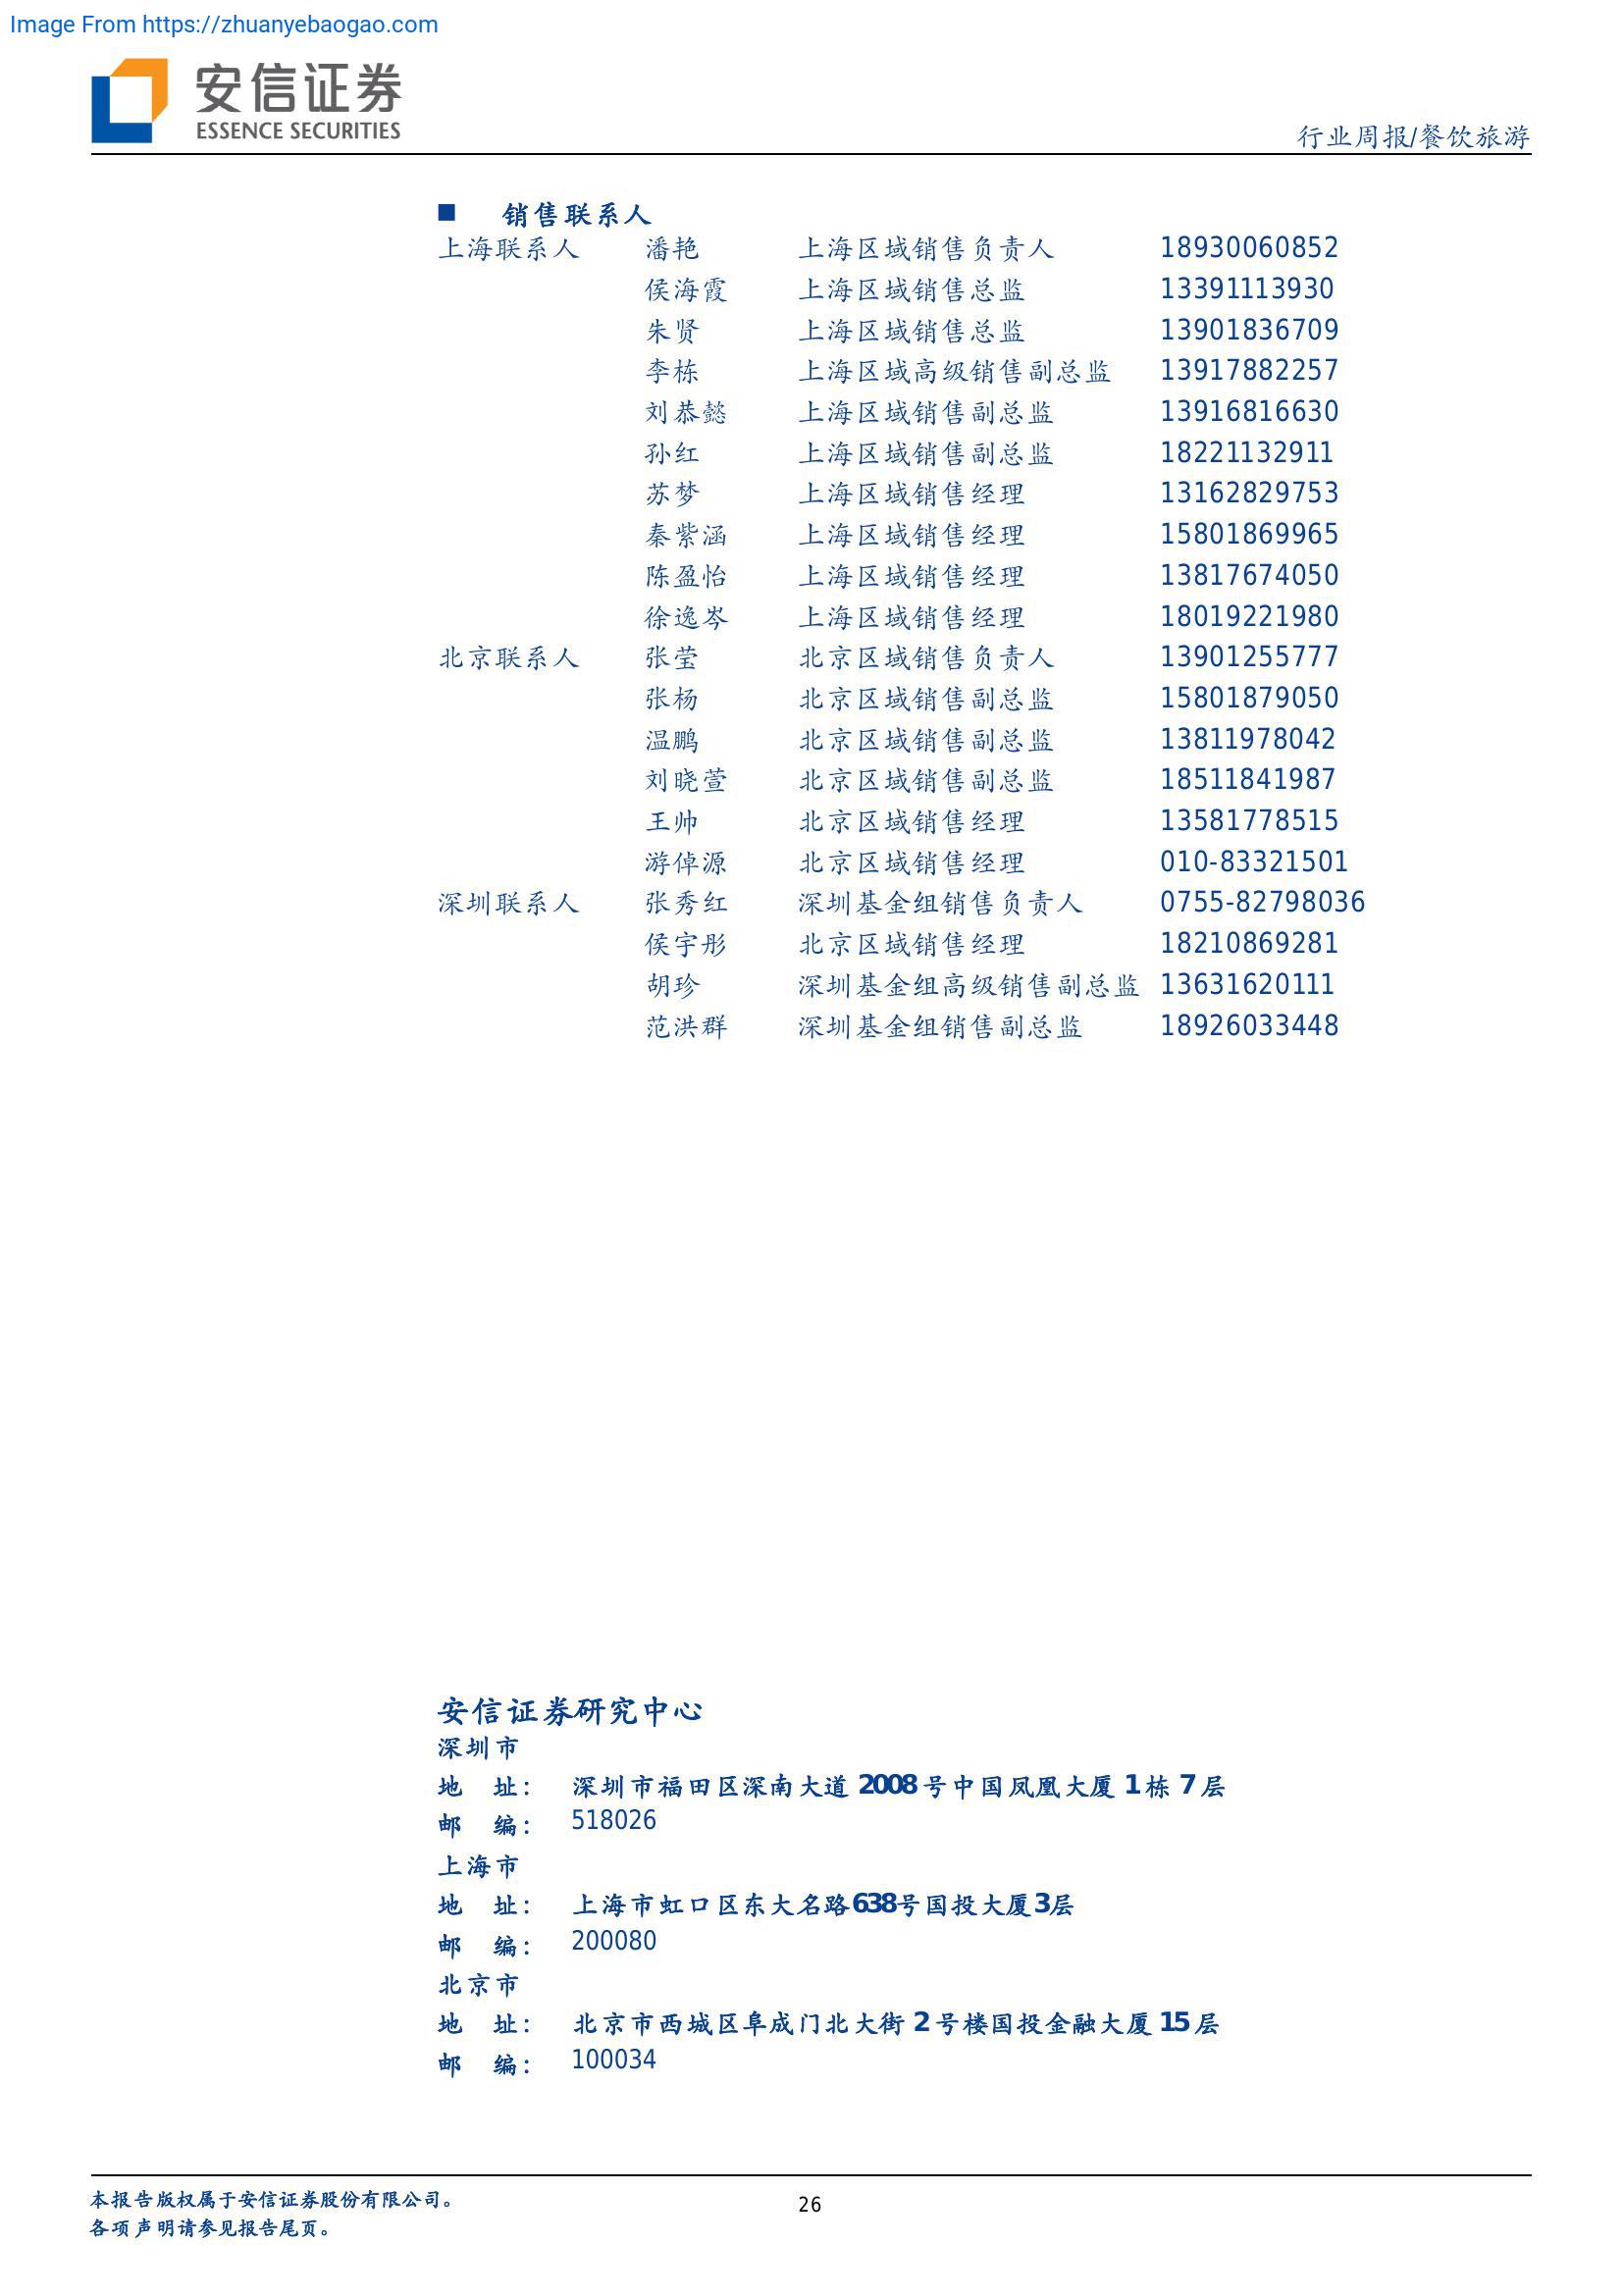 Image From https://zhuanyebaogao.com
安信证券
ESSENCE SECURITIES
行业周报/餐饮旅游
■ 销售联系人
上海联系人 潘艳 上海区域销售负责人 18930060852
侯海霞 上海区域销售总监 13391113930
朱贤 上海区域销售总监 13901836709
李栋 上海区域高级销售副总监 13917882257
刘恭懿 上海区域销售副总监 13916816630
孙红 上海区域销售副总监 18221132911
苏梦 上海区域销售经理 13162829753
秦紫涵 上海区域销售经理 15801869965
陈盈怡 上海区域销售经理 13817674050
徐逸岑 上海区域销售经理 18019221980
北京联系人 张莹 北京区域销售负责人 13901255777
张杨 北京区域销售副总监 15801879050
温鹏 北京区域销售副总监 13811978042
刘晓萱 北京区域销售副总监 18511841987
王帅 北京区域销售经理 13581778515
游倬源 北京区域销售经理 010-83321501
深圳联系人 张秀红 深圳基金组销售负责人 0755-82798036
侯宇彤 北京区域销售经理 18210869281
胡珍 深圳基金组高级销售副总监 13631620111
范洪群 深圳基金组销售副总监 18926033448
安信证券研究中心
深圳市
地 址： 深圳市福田区深南大道 2008 号中国凤凰大厦 1 栋 7 层
邮 编： 518026
上海市
地 址： 上海市虹口区东大名路638号国投大厦3层
邮 编： 200080
北京市
地 址： 北京市西城区阜成门北大街 2 号楼国投金融大厦 15 层
邮 编： 100034
本报告版权属于安信证券股份有限公司。
各项声明请参见报告尾页。
26